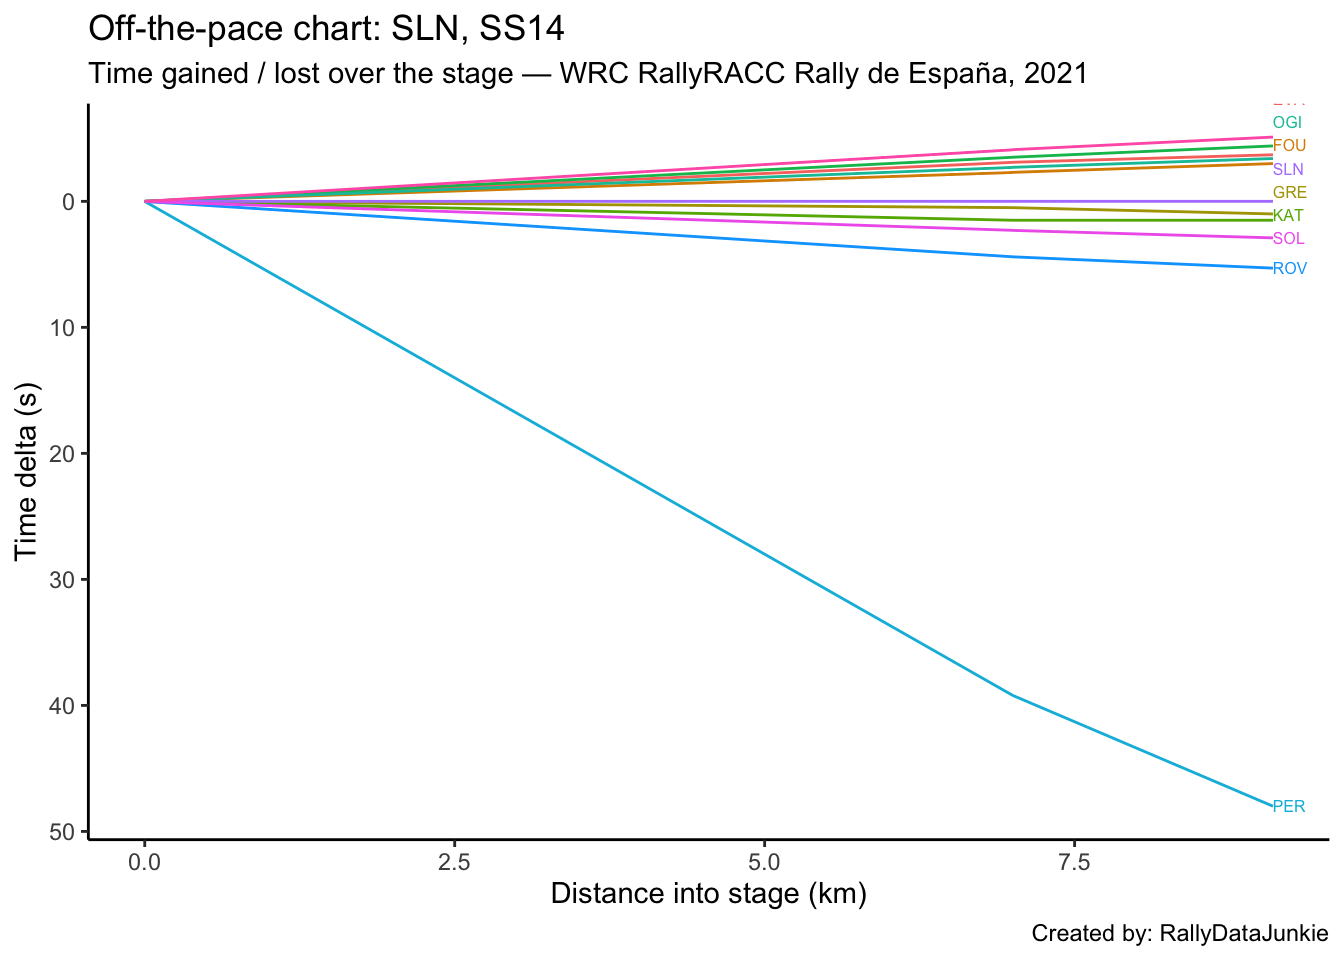 Off-the-pace chart: SLN, SS14
Time gained / lost over the stage — WRC RallyRACC Rally de España, 2021
OGI
FOU
SLN
GRE
KAT
SOL
ROV
PER
0
10
20
30
40
50
Time delta (s)
0.0 2.5 5.0 7.5
Distance into stage (km)
Created by: RallyDataJunkie